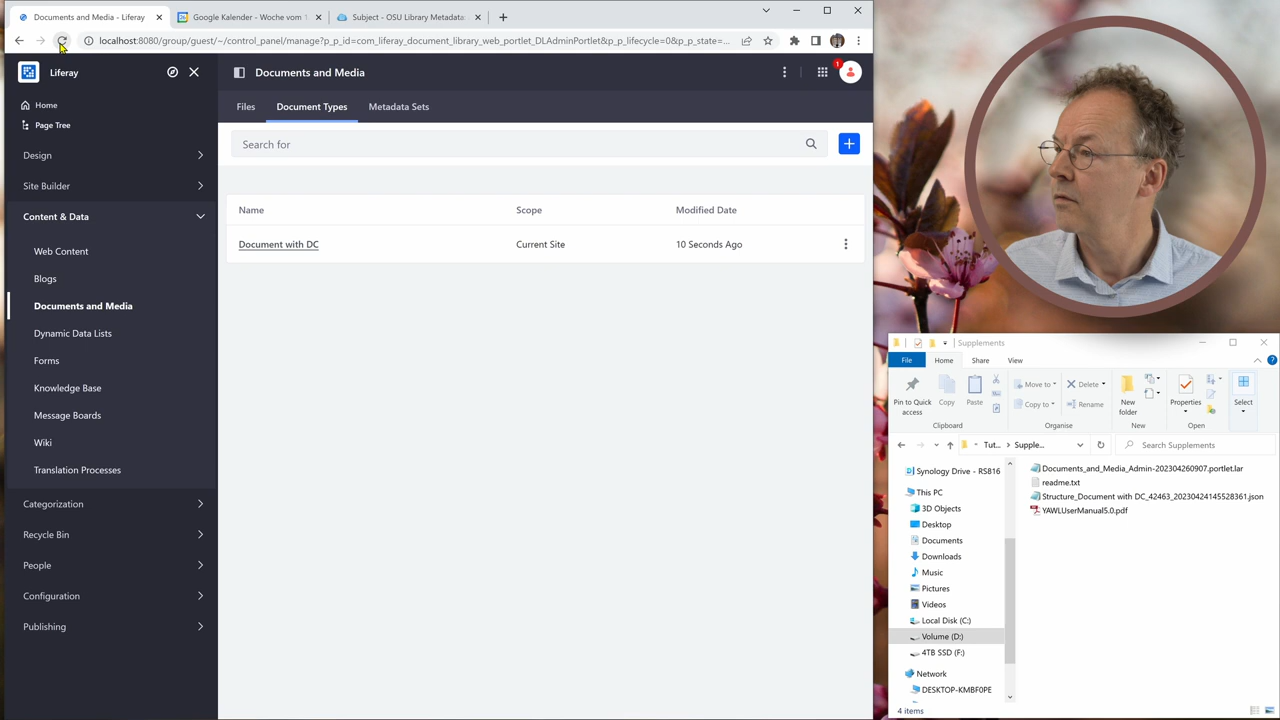 Documents and Media - Liferay
Google Kalender - Woche vom 1
Subject - OSU Library Metadata
localhost:8080/group/guest/~/control_panel/manage?p_p_id=com_liferay_document_library_web_portlet_DLAdminPortlet&p_p_lifecycle=0&p_p_state=...
Liferay
Home
Page Tree
Design
Site Builder
Content & Data
Web Content
Blogs
Documents and Media
Dynamic Data Lists
Forms
Knowledge Base
Message Boards
Wiki
Translation Processes
Categorization
Recycle Bin
People
Configuration
Publishing
Documents and Media
1
Files Document Types Metadata Sets
Search for
Name Scope Modified Date
Document with DC Current Site 10 Seconds Ago
Supplements
File Home Share View
Pin to Quick access
Copy
Paste
Move to
Copy to
Delete
Rename
New folder
Properties
Select
Clipboard Organise New Open
Tut... Supple...
Search Supplements
Synology Drive - RS816
This PC
3D Objects
Desktop
Documents
Downloads
Music
Pictures
Videos
Local Disk (C:)
Volume (D:)
4TB SSD (F:)
Network
DESKTOP-KMBF0PE
Documents_and_Media_Admin-202304260907.portlet.lar
readme.txt
Structure_Document with DC_42463_20230424145528361.json
YAWLUserManual5.0.pdf
4 items